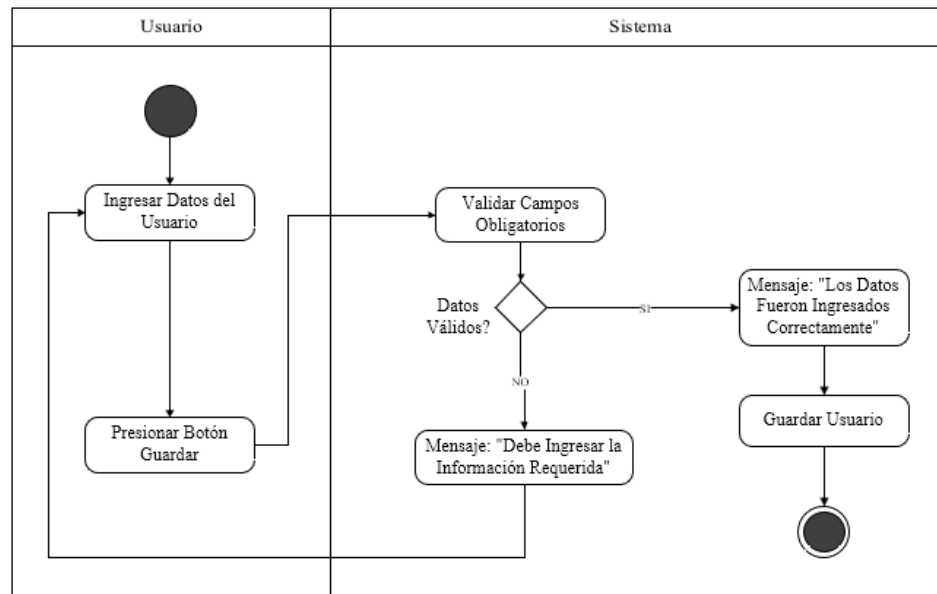 Usuario
Sistema
Ingresar Datos del
Usuario
Validar Campos
Obligatorios
Datos
Válidos?
SI
Mensaje: "Los Datos
Fueron Ingresados
Correctamente"
NO
Presionar Botón
Guardar
Mensaje: "Debe Ingresar la
Información Requerida"
Guardar Usuario